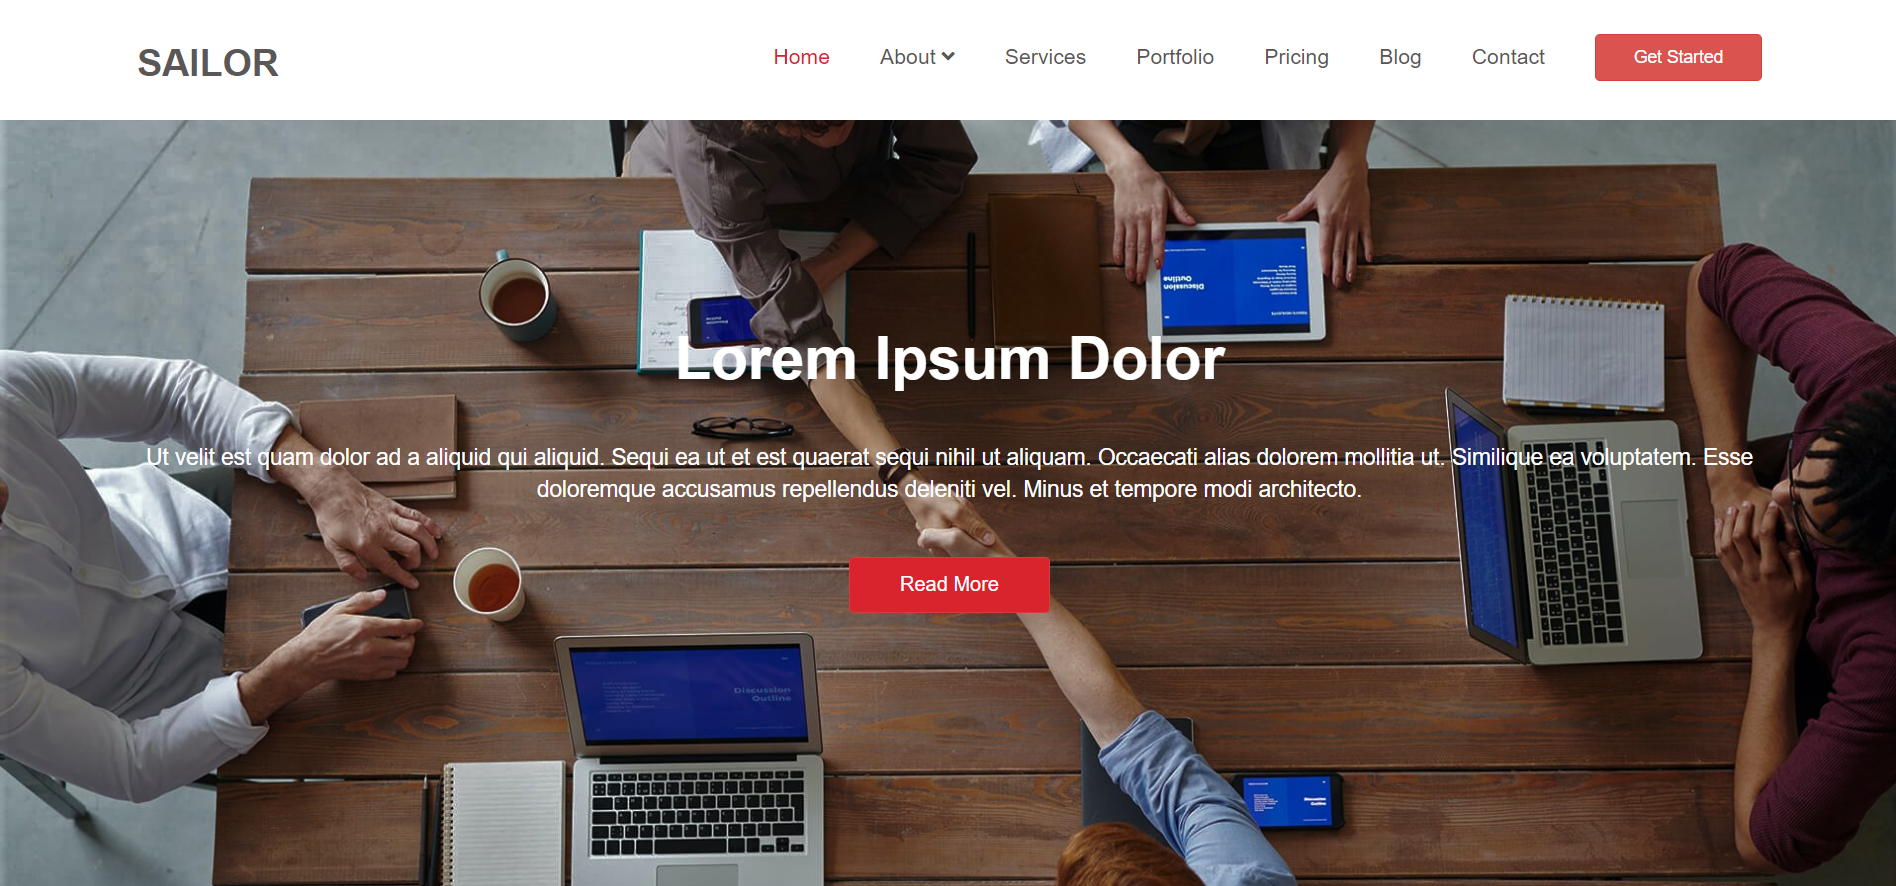 SAILOR
Home About Services Portfolio Pricing Blog Contact Get Started
Discussion
Outline
Lorem Ipsum Dolor
Ut velit est quam dolor ad a aliquid qui aliquid. Sequi ea ut et est quaerat sequi nihil ut aliquam. Occaecati alias dolorem mollitia ut. Similique ea voluptatem. Esse
doloremque accusamus repellendus deleniti vel. Minus et tempore modi architecto.
Read More
Discussion
Outline
Discussion
Outline